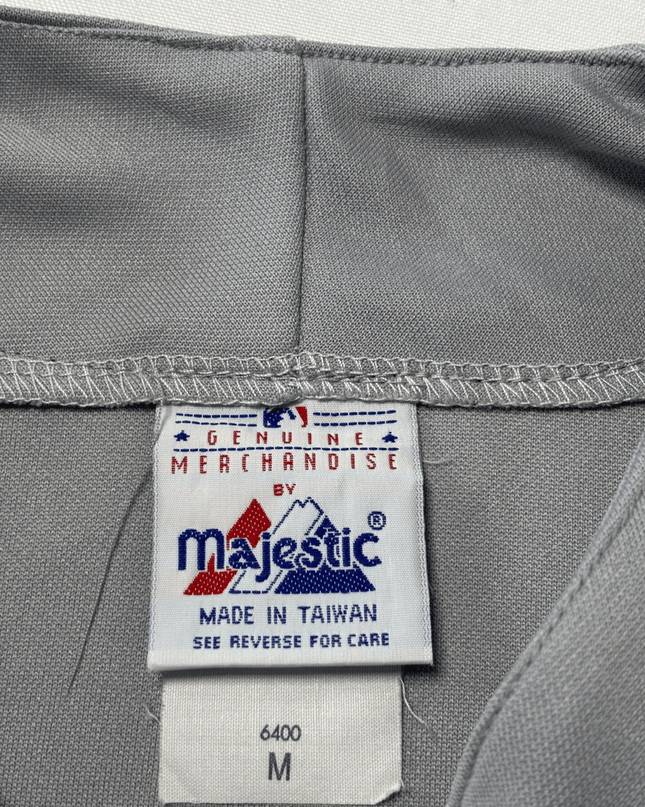 GENUINE
MERCHANDISE
BY
Majestic®
MADE IN TAIWAN
SEE REVERSE FOR CARE
6400
M